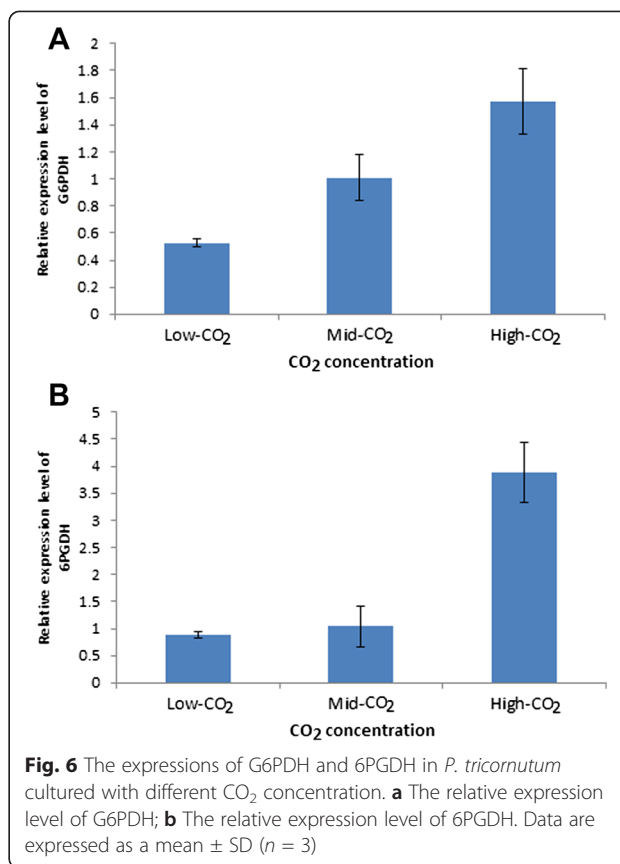 A
2
1.8
1.6
1.4
1.2
1
0.8
0.6
0.4
0.2
0
Relative expression level of
G6PDH
Low-CO₂ Mid-CO₂ High-CO₂
CO₂ concentration
B
5
4.5
4
3.5
3
2.5
2
1.5
1
0.5
0
Relative expression level of
6PGDH
Low-CO₂ Mid-CO₂ High-CO₂
CO₂ concentration
Fig. 6 The expressions of G6PDH and 6PGDH in P. tricornutum
cultured with different CO₂ concentration. a The relative expression
level of G6PDH; b The relative expression level of 6PGDH. Data are
expressed as a mean ± SD (n = 3)